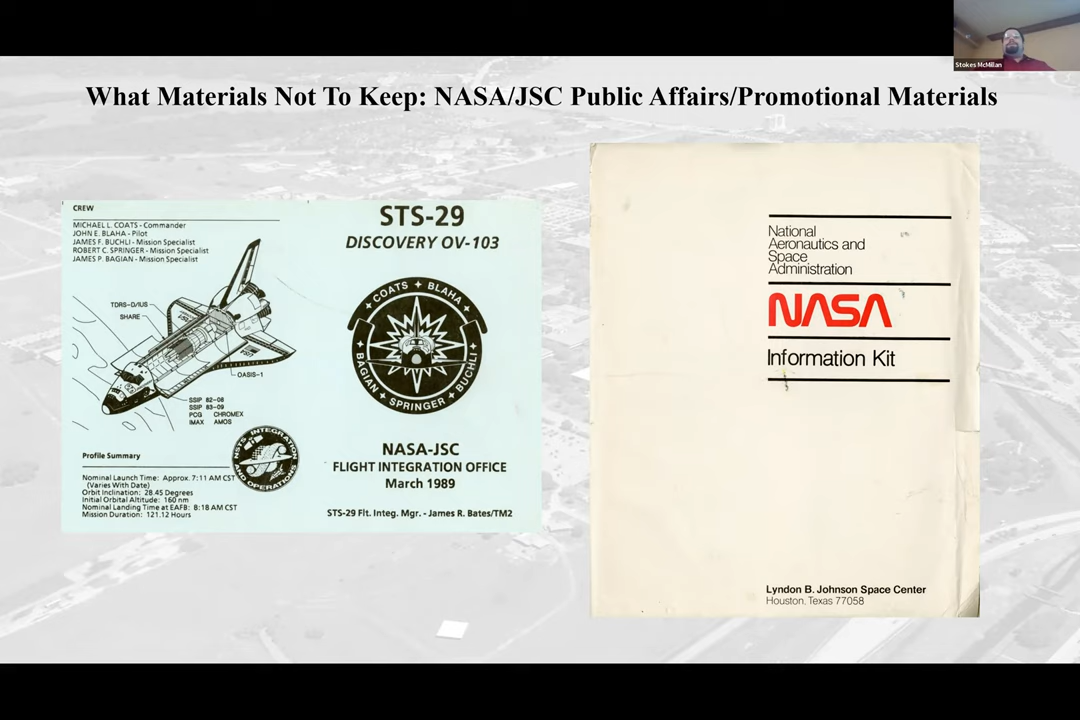 Stokes McMillan
What Materials Not To Keep: NASA/JSC Public Affairs/Promotional Materials
CREW
MICHAEL L. COATS - Commander
JOHN E. BLAHA - Pilot
JAMES F. BUCHLI - Mission Specialist
ROBERT C. SPRINGER - Mission Specialist
JAMES P. BAGIAN - Mission Specialist
TDRS-D/IUS
SHARE
OASIS-1
SSIP 82-08
SSIP 83-09
PCG CHROMEX
IMAX AMOS
NSTS INTEGRATION
AND OPERATIONS
Profile Summary
Nominal Launch Time: Approx. 7:11 AM CST
(Varies With Date)
Orbit Inclination: 28.45 Degrees
Initial Orbital Altitude: 160 nm
Nominal Landing Time at EAFB: 8:18 AM CST
Mission Duration: 121.12 Hours
STS-29
DISCOVERY OV-103
COATS BLAHA
BAGIAN SPRINGER BUCHLI
NASA-JSC
FLIGHT INTEGRATION OFFICE
March 1989
STS-29 Flt. Integ. Mgr. - James R. Bates/TM2
National
Aeronautics and
Space
Administration
NASA
Information Kit
Lyndon B. Johnson Space Center
Houston, Texas 77058